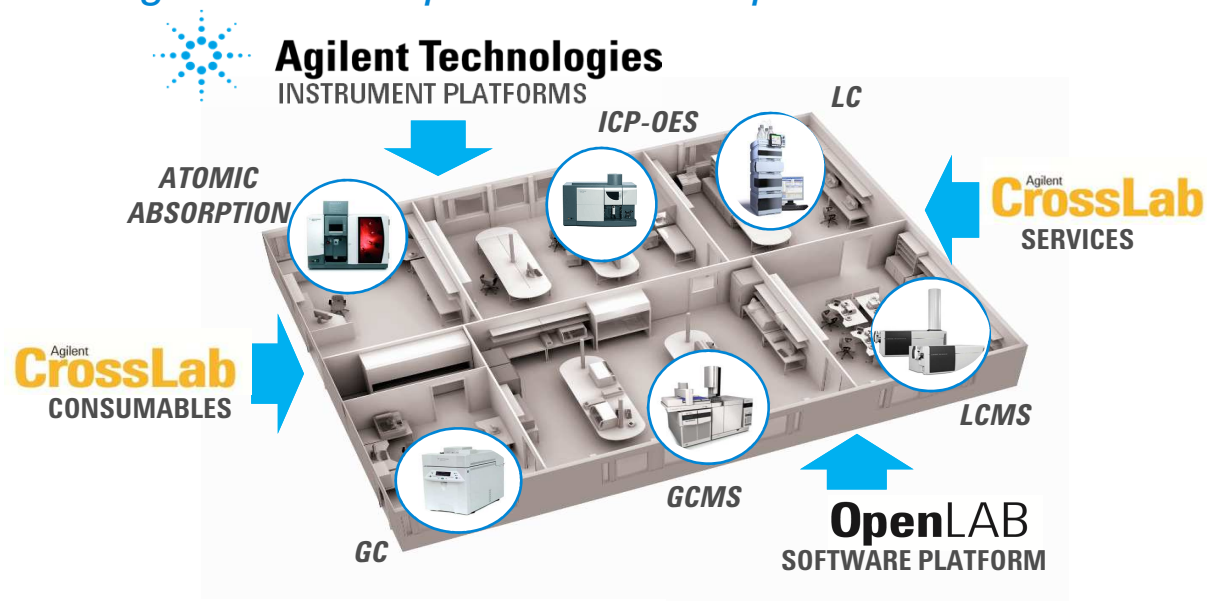 Agilent Technologies
INSTRUMENT PLATFORMS
LC
ICP-OES
ATOMIC
ABSORPTION
Agilent
CrossLab
SERVICES
Agilent
CrossLab
CONSUMABLES
LCMS
GCMS
OpenLAB
SOFTWARE PLATFORM
GC